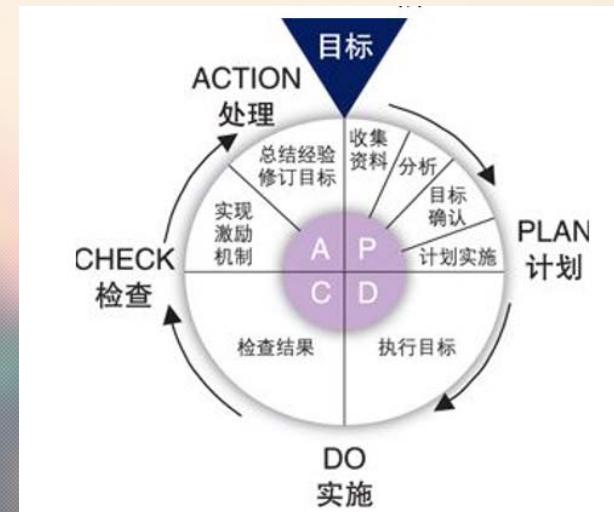 目标
ACTION
处理
总结经验
修订目标
收集
资料
分析
目标
确认
计划实施
实现
激励
机制
A
P
C
D
PLAN
计划
CHECK
检查
检查结果
执行目标
DO
实施